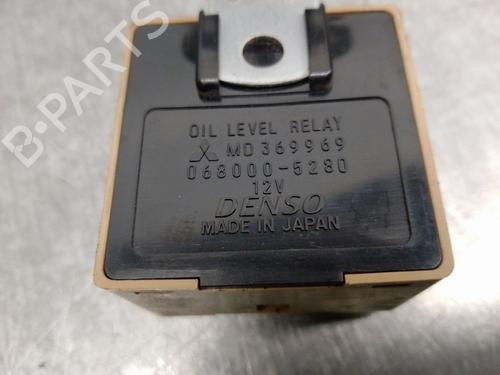 B-PARTS
OIL LEVEL RELAY
MD369969
068000-5280
12V
DENSO
MADE IN JAPAN